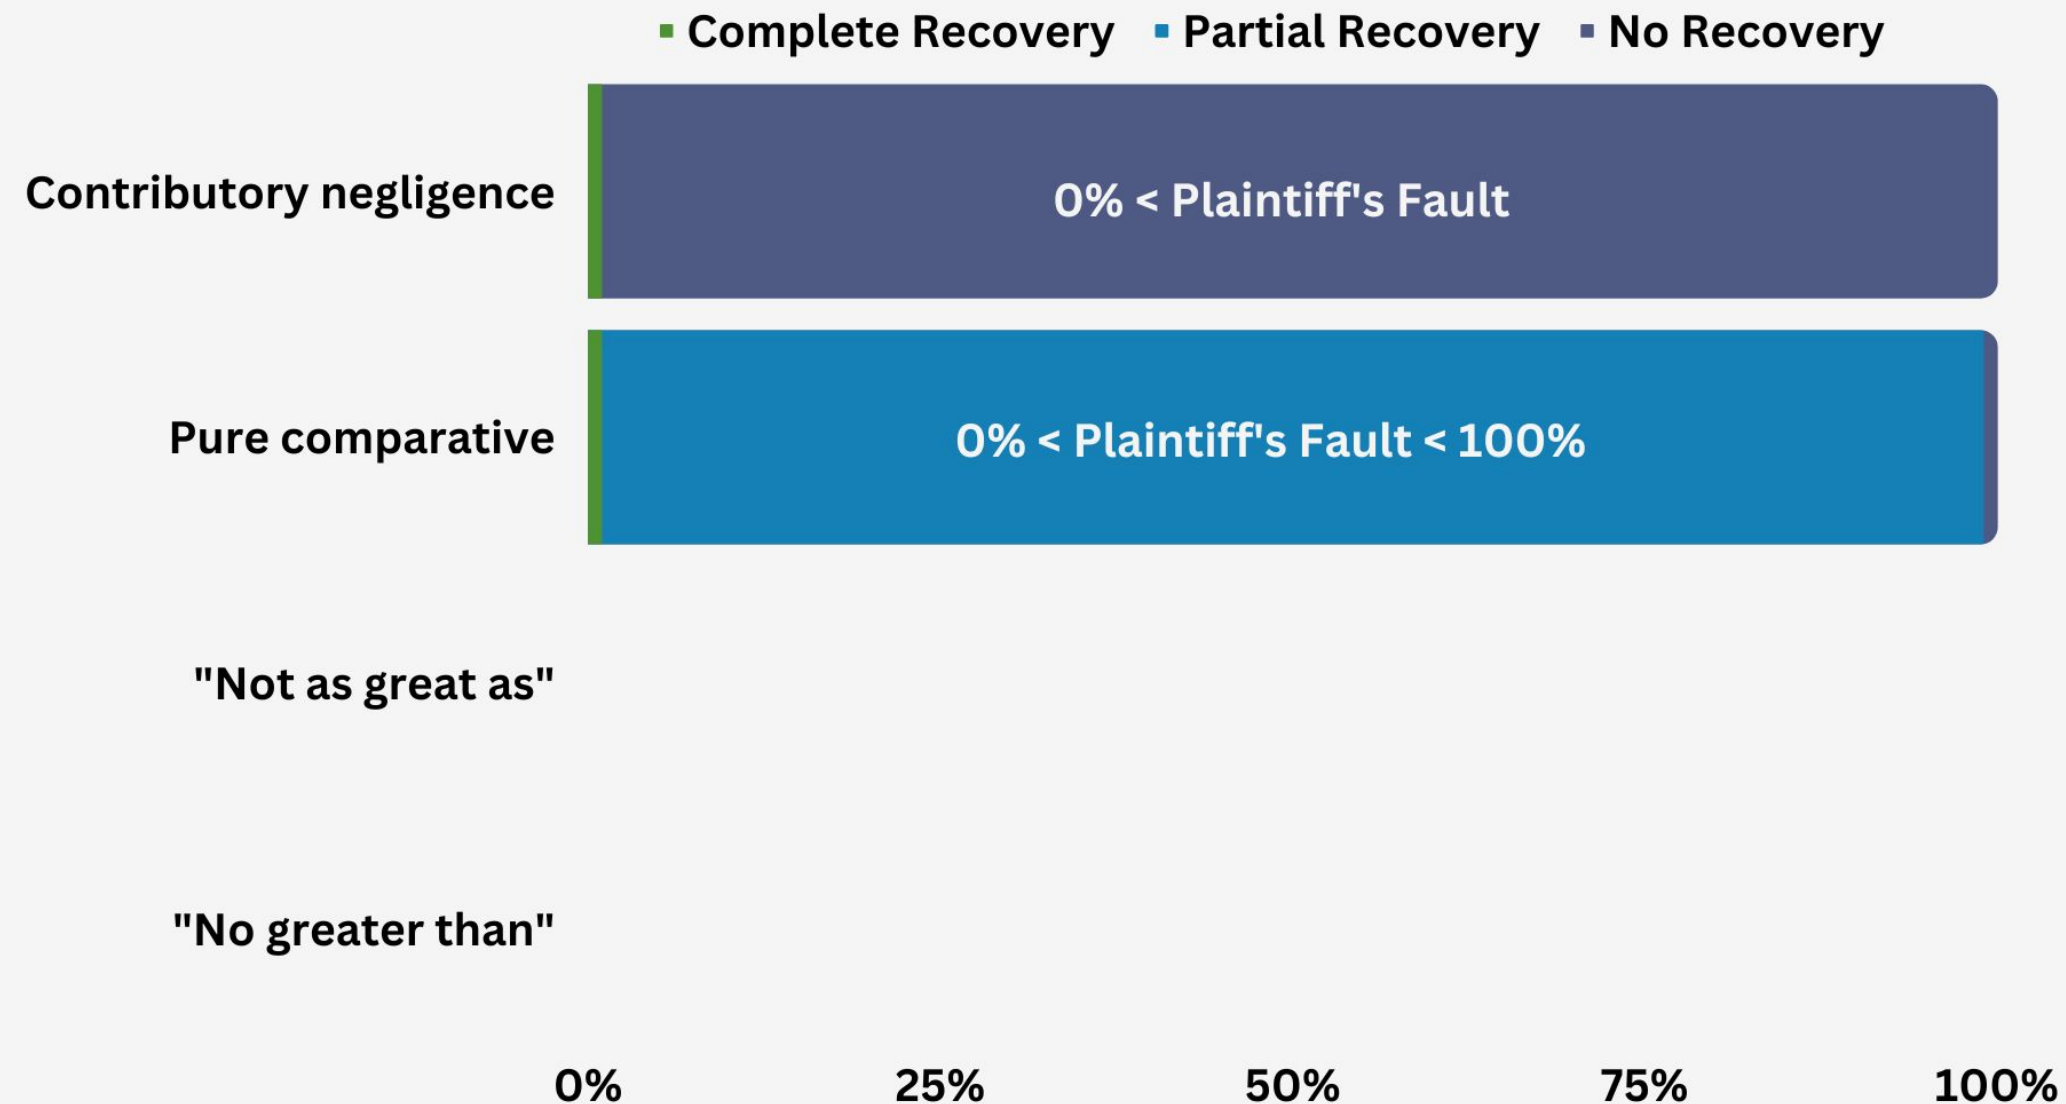 Complete Recovery Partial Recovery No Recovery
Contributory negligence
0% < Plaintiff's Fault
Pure comparative
0% < Plaintiff's Fault < 100%
"Not as great as"
"No greater than"
0% 25% 50% 75% 100%